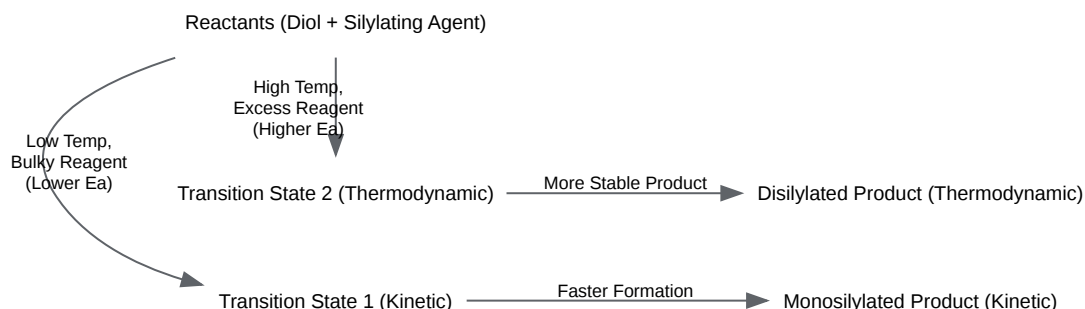 Reactants (Diol + Silylating Agent)
High Temp,
Excess Reagent
(Higher Ea)
Low Temp,
Bulky Reagent
(Lower Ea)
Transition State 2 (Thermodynamic)
More Stable Product
Disilylated Product (Thermodynamic)
Transition State 1 (Kinetic)
Faster Formation
Monosilylated Product (Kinetic)